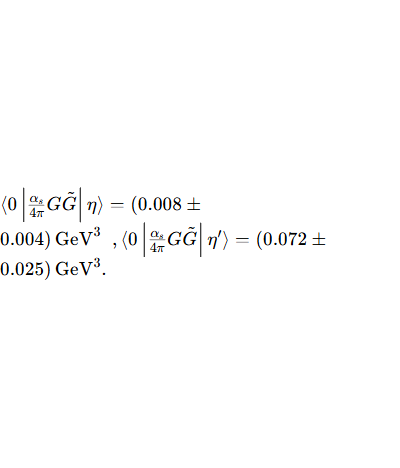 ⟨0 |αₛ/4π GG̃| η⟩ = (0.008 ±
0.004) GeV³ , ⟨0 |αₛ/4π GG̃| η′⟩ = (0.072 ±
0.025) GeV³.